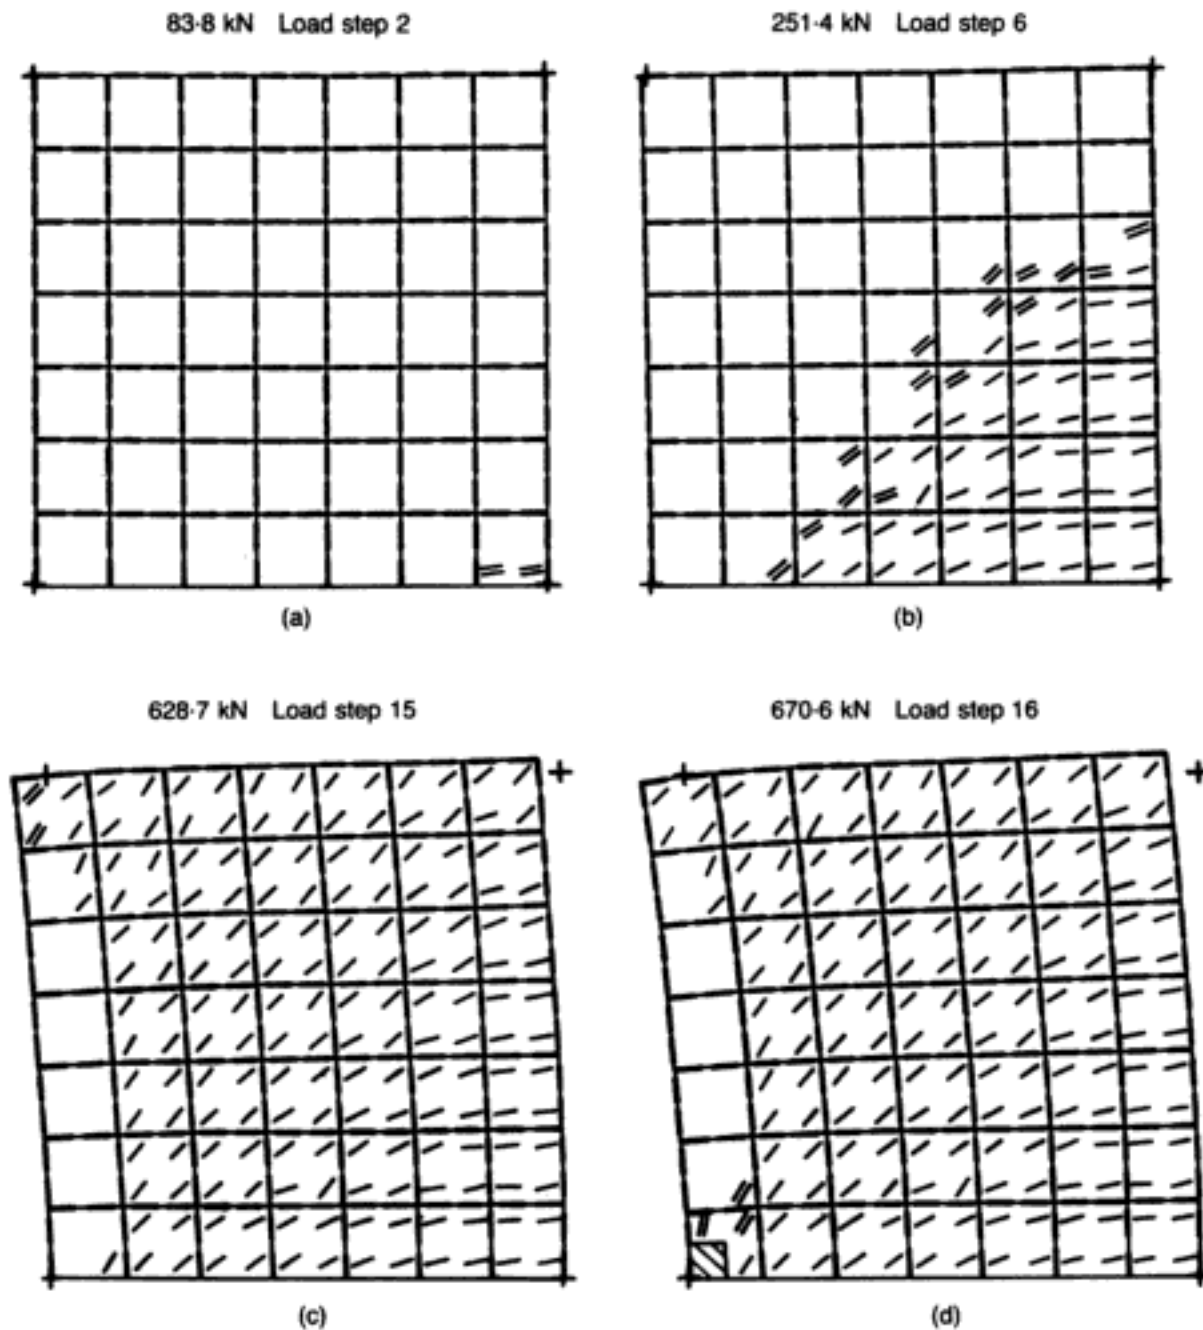 83·8 kN Load step 2
251·4 kN Load step 6
(a)
(b)
628·7 kN Load step 15
670·6 kN Load step 16
(c)
(d)